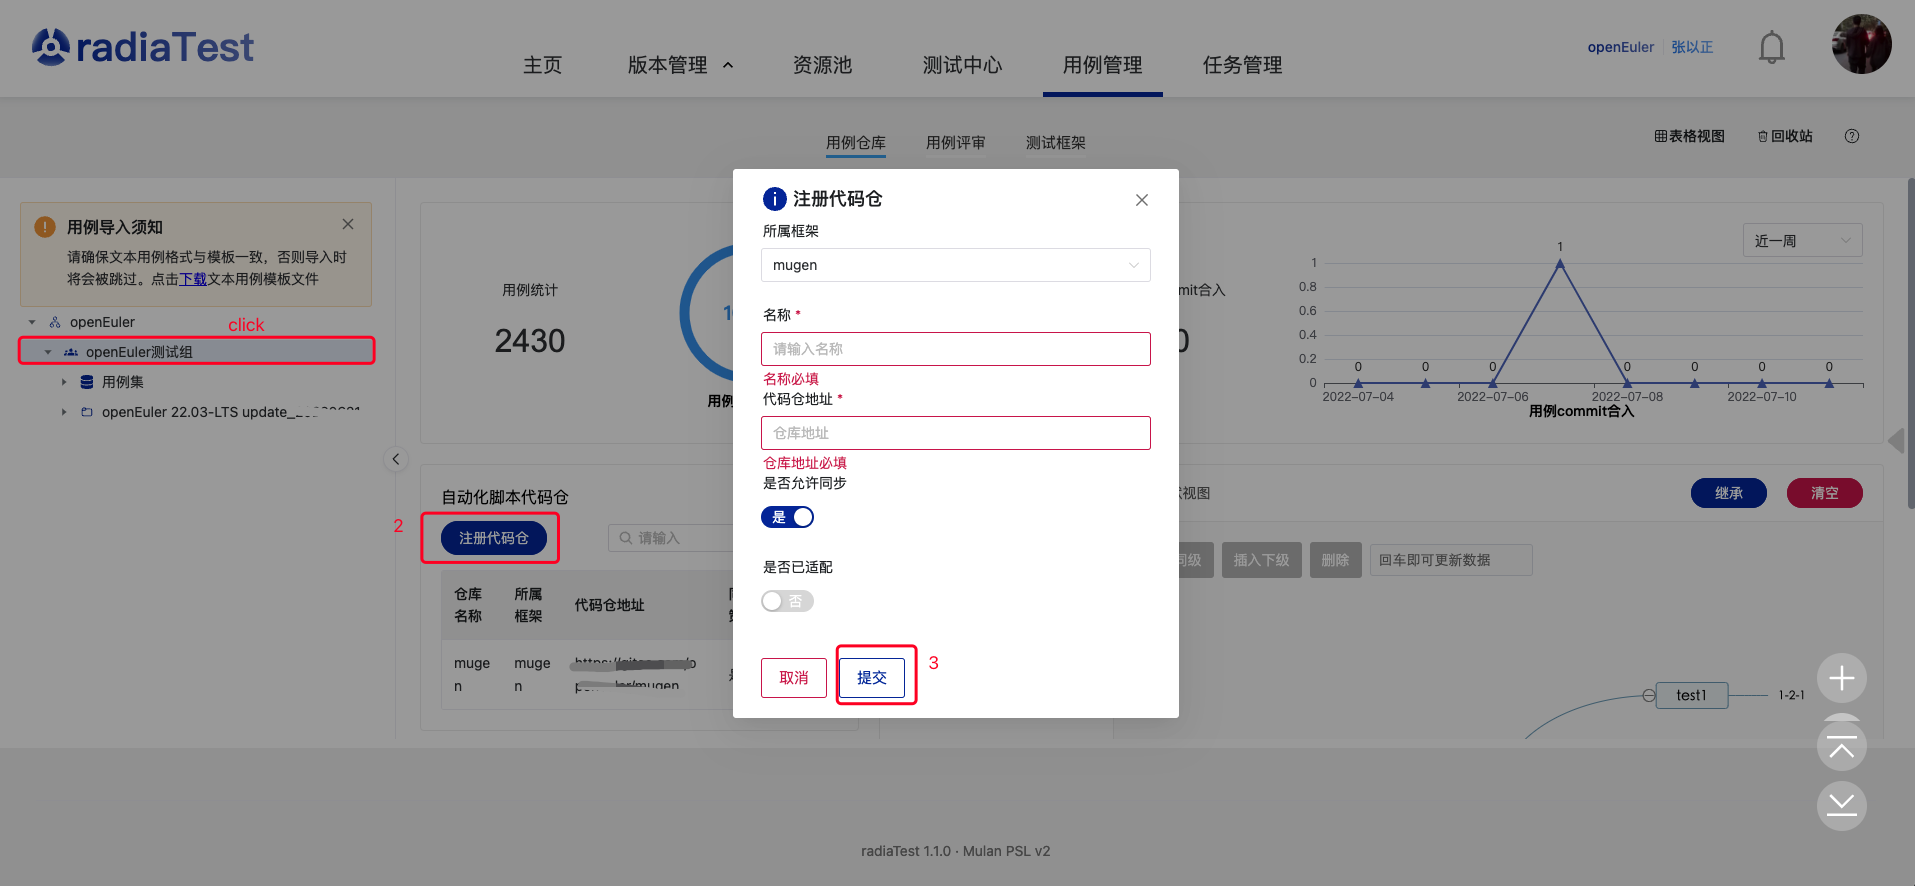 radiaTest
主页
版本管理
资源池
测试中心
用例管理
任务管理
openEuler
张以正
用例仓库
用例评审
测试框架
表格视图
回收站
用例导入须知
请确保文本用例格式与模板一致，否则导入时
将会被跳过。点击下载文本用例模板文件
openEuler
click
openEuler测试组
用例集
openEuler 22.03-LTS update_
用例统计
2430
mit合入
近一周
1
1
0.8
0.6
0.4
0.2
0
0 0 0 0 0 0 0
2022-07-04
2022-07-06
2022-07-08
2022-07-10
用例commit合入
自动化脚本代码仓
2
注册代码仓
请输入
仓库
名称
所属
框架
代码仓地址
muge
n
muge
n
视图
继承
清空
同级
插入下级
删除
回车即可更新数据
test1
1-2-1
注册代码仓
所属框架
mugen
名称 *
请输入名称
名称必填
代码仓地址 *
仓库地址
仓库地址必填
是否允许同步
是
是否已适配
否
取消
提交
3
radiaTest 1.1.0 · Mulan PSL v2